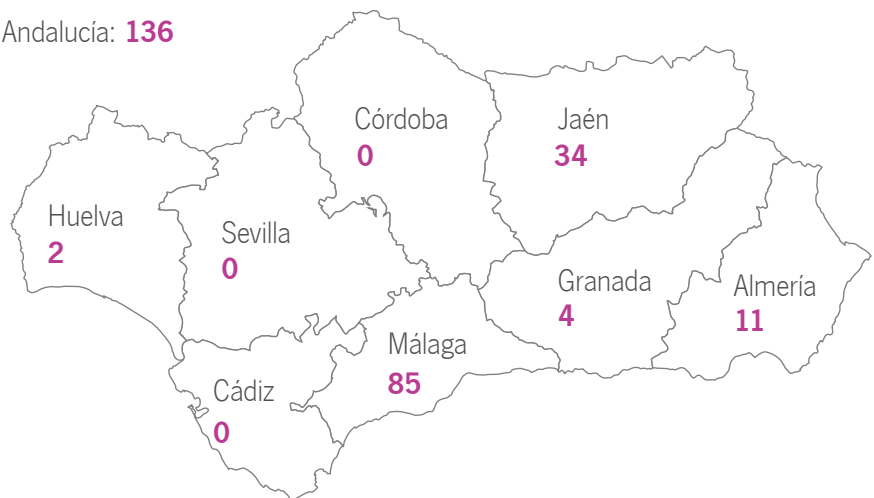 Andalucía: 136
Córdoba
0
Jaén
34
Huelva
2
Sevilla
0
Granada
4
Almería
11
Málaga
85
Cádiz
0